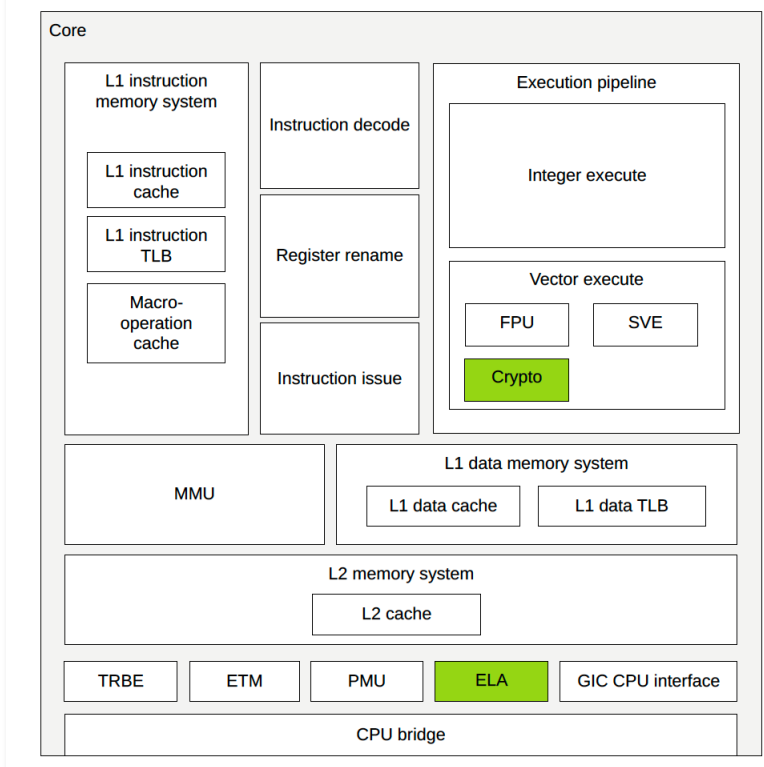 Core
L1 instruction
memory system
L1 instruction
cache
L1 instruction
TLB
Macro-
operation
cache
Instruction decode
Register rename
Instruction issue
Execution pipeline
Integer execute
Vector execute
FPU
SVE
Crypto
MMU
L1 data memory system
L1 data cache
L1 data TLB
L2 memory system
L2 cache
TRBE
ETM
PMU
ELA
GIC CPU interface
CPU bridge